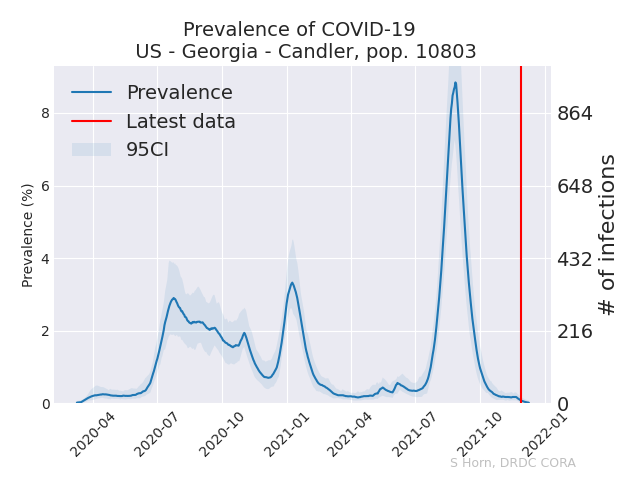 Prevalence of COVID-19
US - Georgia - Candler, pop. 10803
Prevalence
Latest data
95CI
Prevalence (%)
8
6
4
2
0
864
648
432
216
0
# of infections
2020-04
2020-07
2020-10
2021-01
2021-04
2021-07
2021-10
2022-01
S Horn, DRDC CORA